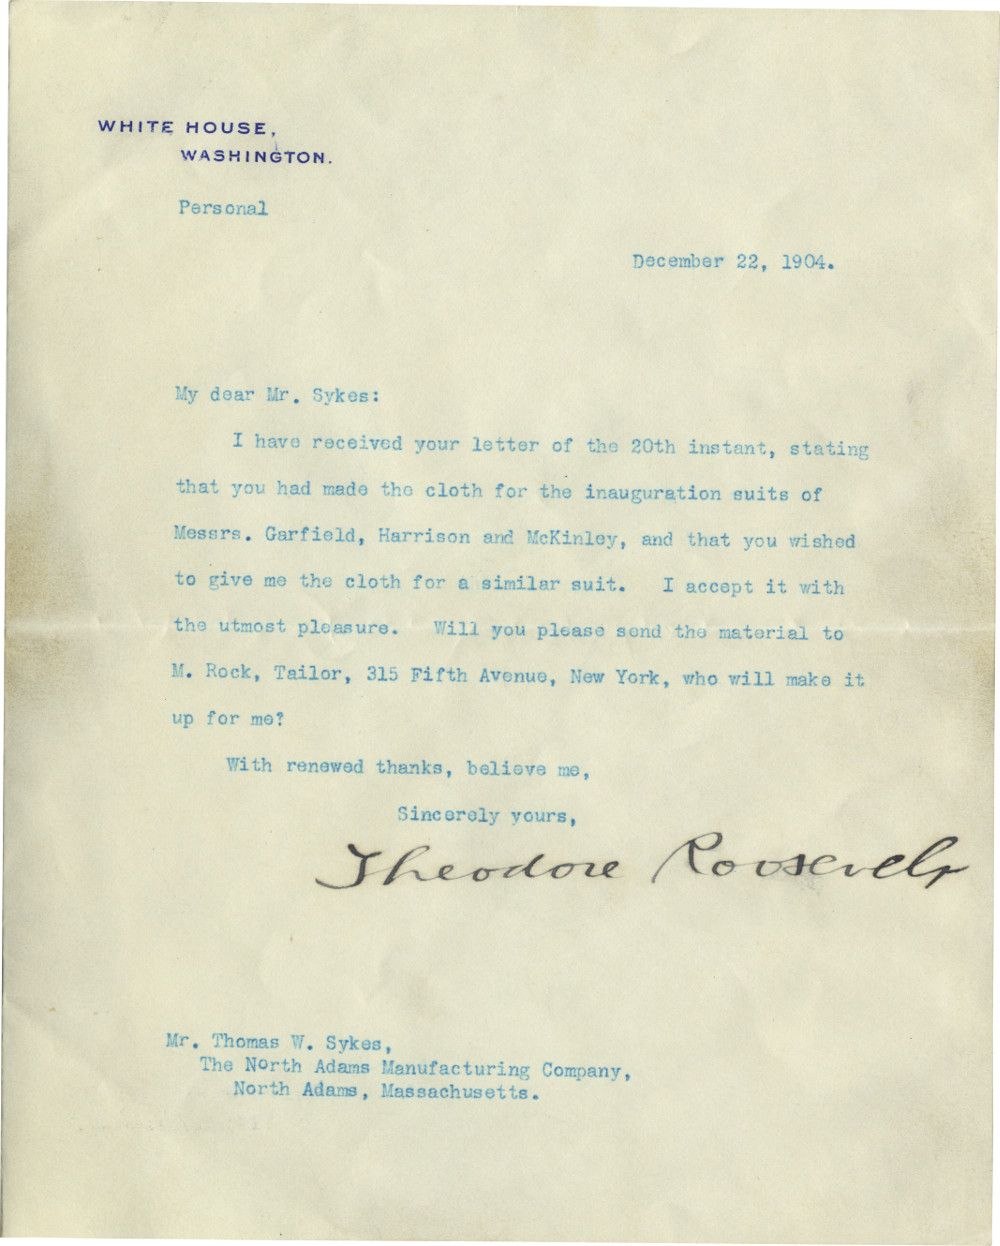 WHITE HOUSE,
WASHINGTON.
Personal
December 22, 1904.
My dear Mr. Sykes:
I have received your letter of the 20th instant, stating
that you had made the cloth for the inauguration suits of
Messrs. Garfield, Harrison and McKinley, and that you wished
to give me the cloth for a similar suit. I accept it with
the utmost pleasure. Will you please send the material to
M. Rock, Tailor, 315 Fifth Avenue, New York, who will make it
up for me?
With renewed thanks, believe me,
Sincerely yours,
Theodore Roosevelt
Mr. Thomas W. Sykes,
The North Adams Manufacturing Company,
North Adams, Massachusetts.